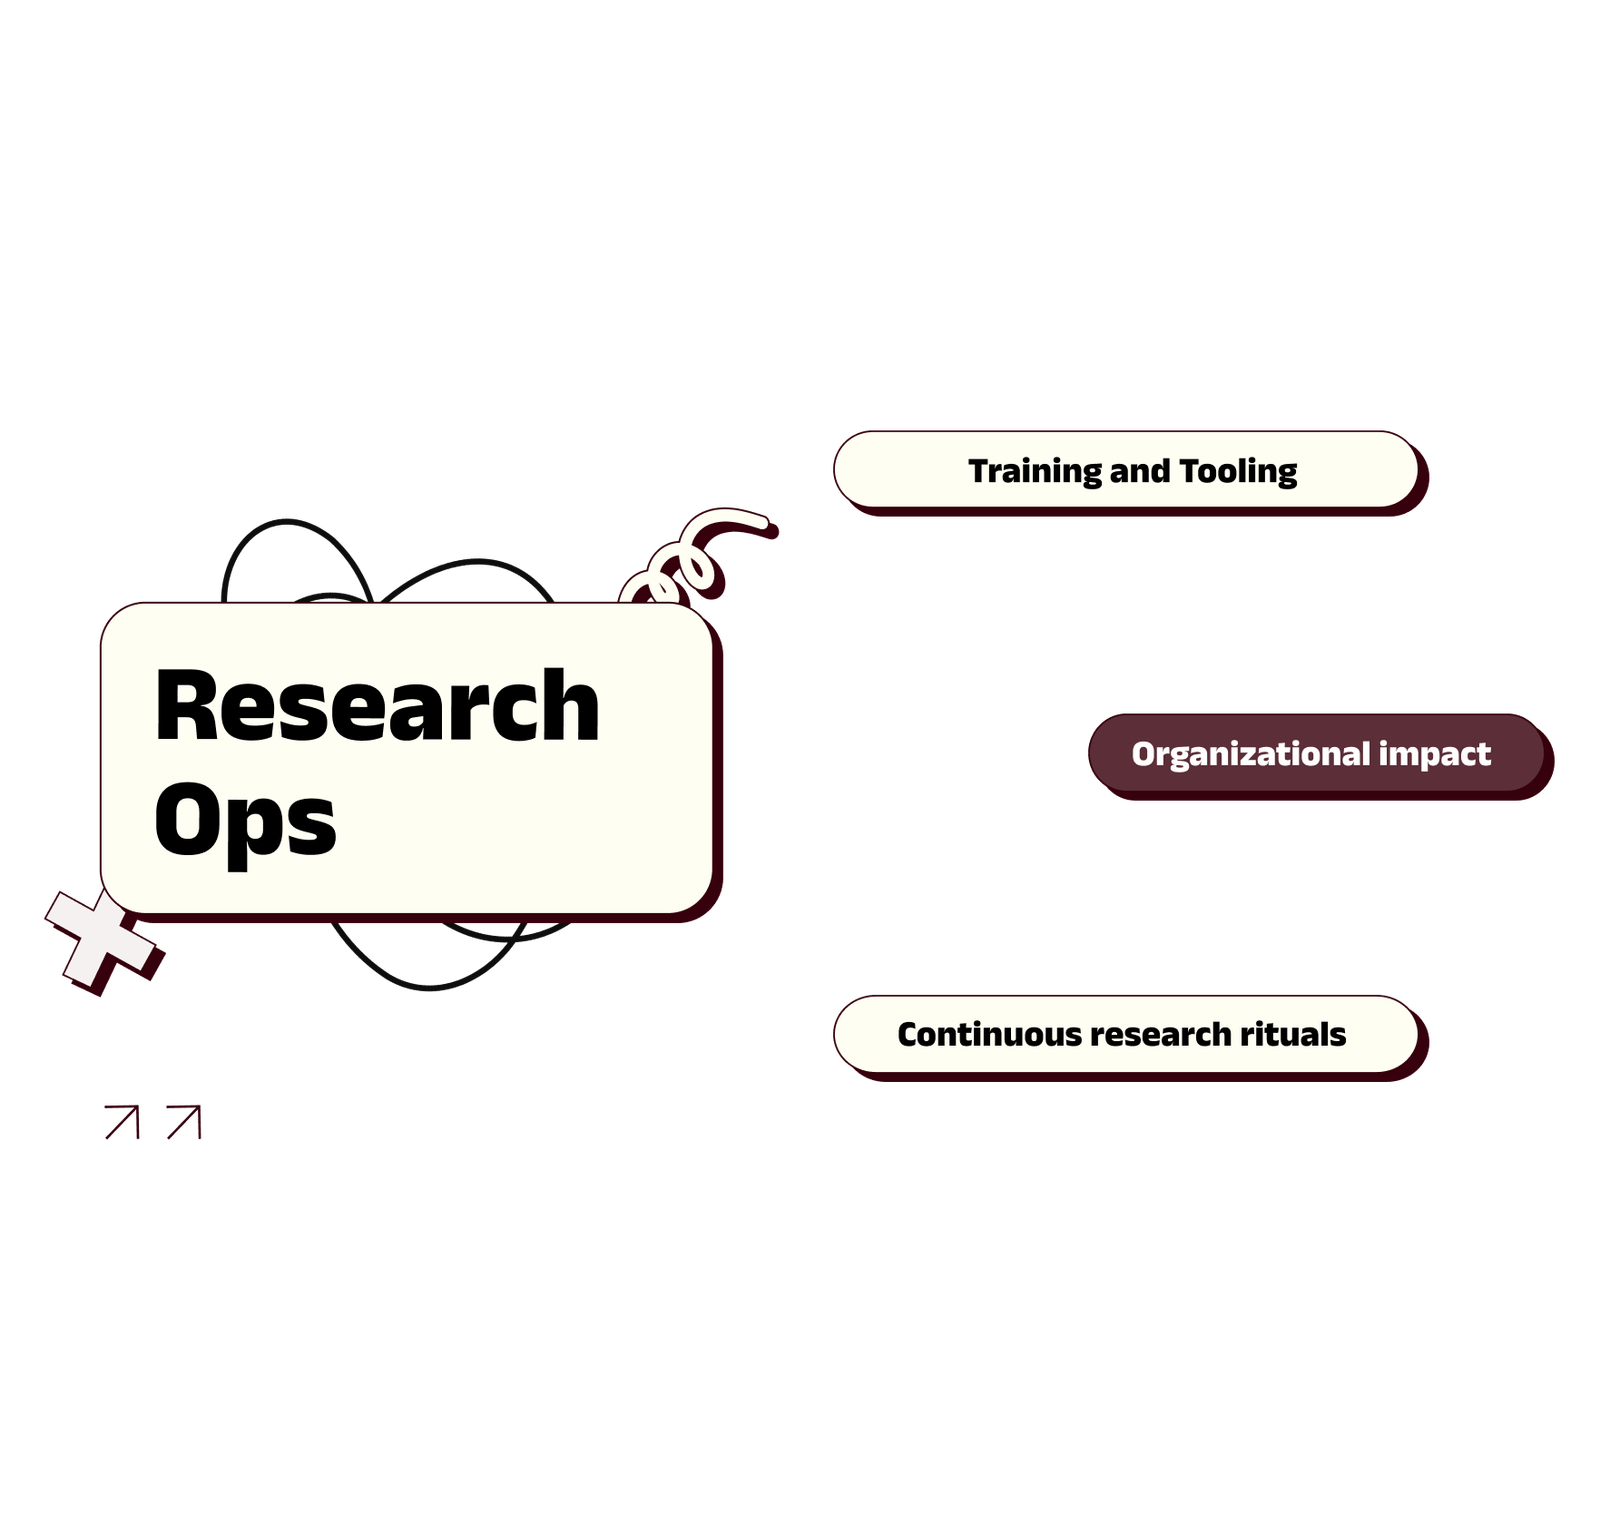 Research
Ops
Training and Tooling
Organizational impact
Continuous research rituals